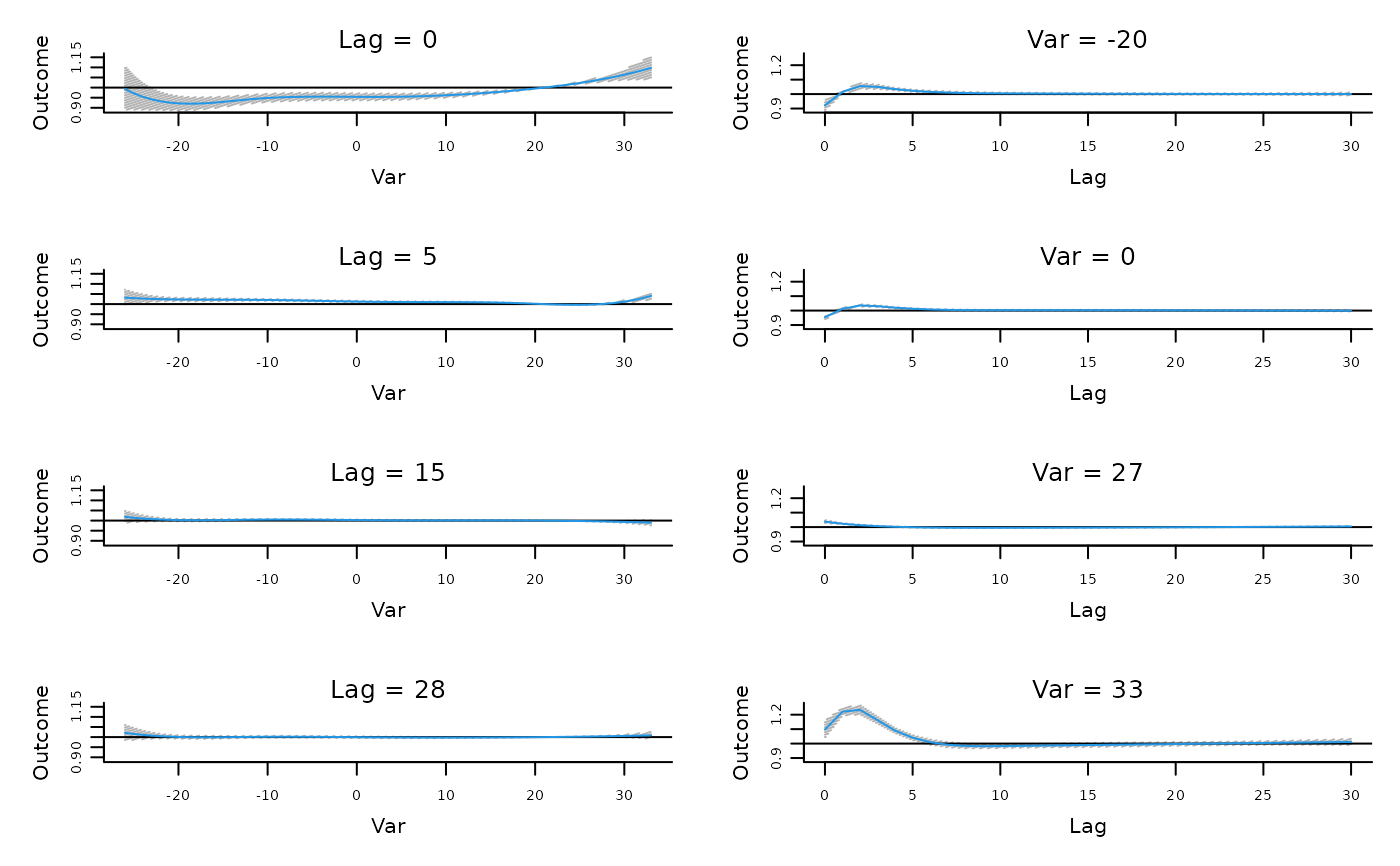 Lag = 0
Outcome
0.90 1.15
-20 -10 0 10 20 30
Var
Var = -20
Outcome
0.9 1.2
0 5 10 15 20 25 30
Lag
Lag = 5
Outcome
0.90 1.15
-20 -10 0 10 20 30
Var
Var = 0
Outcome
0.9 1.2
0 5 10 15 20 25 30
Lag
Lag = 15
Outcome
0.90 1.15
-20 -10 0 10 20 30
Var
Var = 27
Outcome
0.9 1.2
0 5 10 15 20 25 30
Lag
Lag = 28
Outcome
0.90 1.15
-20 -10 0 10 20 30
Var
Var = 33
Outcome
0.9 1.2
0 5 10 15 20 25 30
Lag